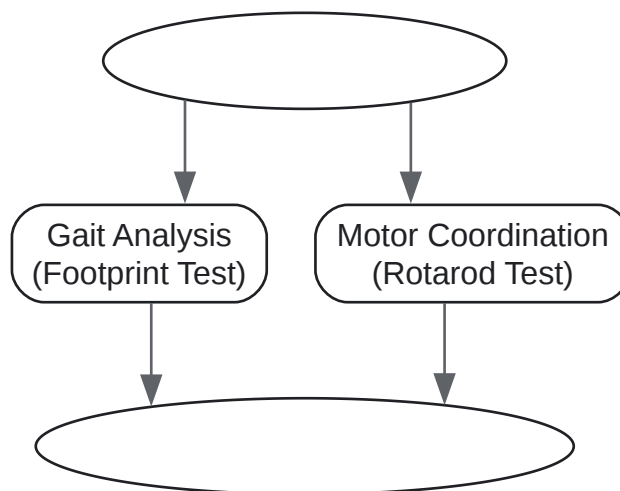 Gait Analysis
(Footprint Test)
Motor Coordination
(Rotarod Test)